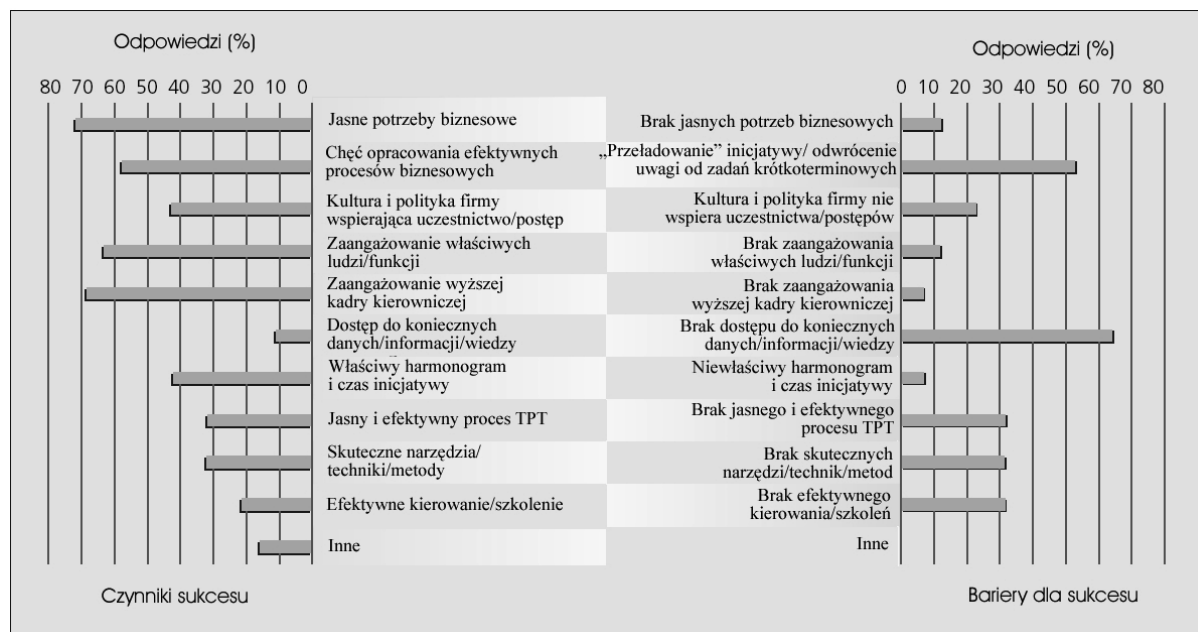 Odpowiedzi (%)
80 70 60 50 40 30 20 10 0
Jasne potrzeby biznesowe
Chęć opracowania efektywnych
procesów biznesowych
Kultura i polityka firmy
wspierająca uczestnictwo/postęp
Zaangażowanie właściwych
ludzi/funkcji
Zaangażowanie wyższej
kadry kierowniczej
Dostęp do koniecznych
danych/informacji/wiedzy
Właściwy harmonogram
i czas inicjatywy
Jasny i efektywny proces TPT
Skuteczne narzędzia/
techniki/metody
Efektywne kierowanie/szkolenie
Inne
Czynniki sukcesu
Odpowiedzi (%)
0 10 20 30 40 50 60 70 80
Brak jasnych potrzeb biznesowych
„Przeładowanie” inicjatywy/ odwrócenie
uwagi od zadań krótkoterminowych
Kultura i polityka firmy nie
wspiera uczestnictwa/postępów
Brak zaangażowania
właściwych ludzi/funkcji
Brak zaangażowania
wyższej kadry kierowniczej
Brak dostępu do koniecznych
danych/informacji/wiedzy
Niewłaściwy harmonogram
i czas inicjatywy
Brak jasnego i efektywnego
procesu TPT
Brak skutecznych
narzędzi/technik/metod
Brak efektywnego
kierowania/szkoleń
Inne
Bariery dla sukcesu